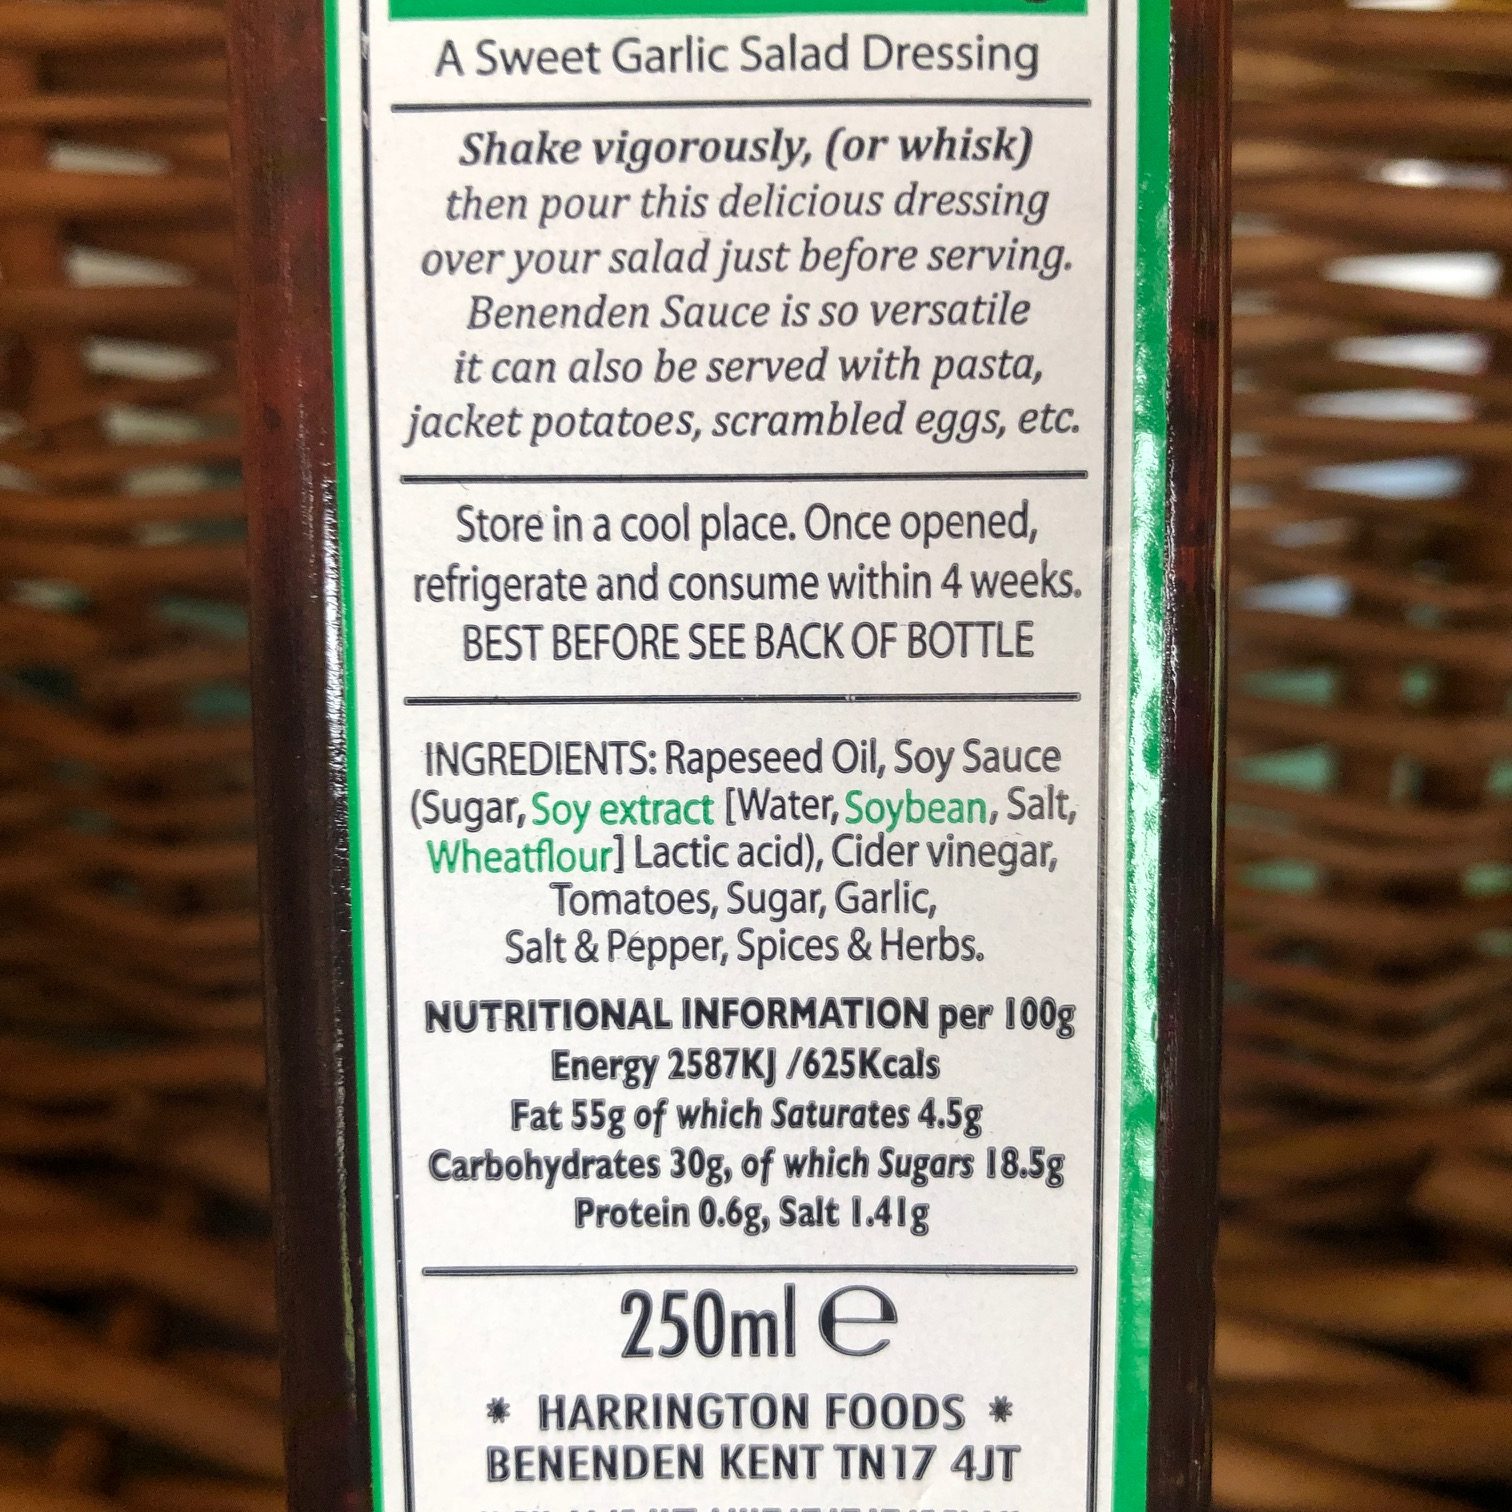 A Sweet Garlic Salad Dressing
Shake vigorously, (or whisk)
then pour this delicious dressing
over your salad just before serving.
Benenden Sauce is so versatile
it can also be served with pasta,
jacket potatoes, scrambled eggs, etc.
Store in a cool place. Once opened,
refrigerate and consume within 4 weeks.
BEST BEFORE SEE BACK OF BOTTLE
INGREDIENTS: Rapeseed Oil, Soy Sauce
(Sugar, Soy extract [Water, Soybean, Salt,
Wheatflour] Lactic acid), Cider vinegar,
Tomatoes, Sugar, Garlic,
Salt & Pepper, Spices & Herbs.
NUTRITIONAL INFORMATION per 100g
Energy 2587KJ /625Kcals
Fat 55g of which Saturates 4.5g
Carbohydrates 30g, of which Sugars 18.5g
Protein 0.6g, Salt 1.41g
250ml ℮
* HARRINGTON FOODS *
BENENDEN KENT TN17 4JT